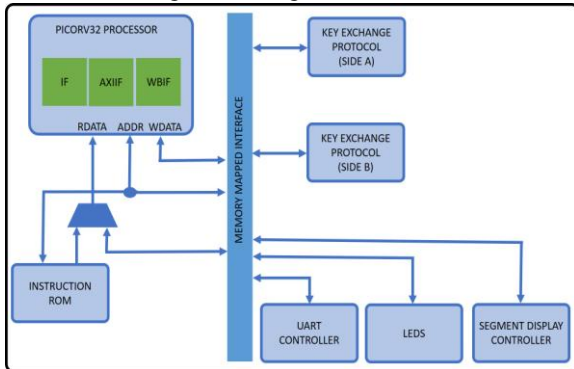 PICORV32 PROCESSOR
IF
AXIIF
WBIF
RDATA
ADDR
WDATA
INSTRUCTION
ROM
MEMORY MAPPED INTERFACE
KEY EXCHANGE
PROTOCOL
(SIDE A)
KEY EXCHANGE
PROTOCOL
(SIDE B)
UART
CONTROLLER
LEDS
SEGMENT DISPLAY
CONTROLLER